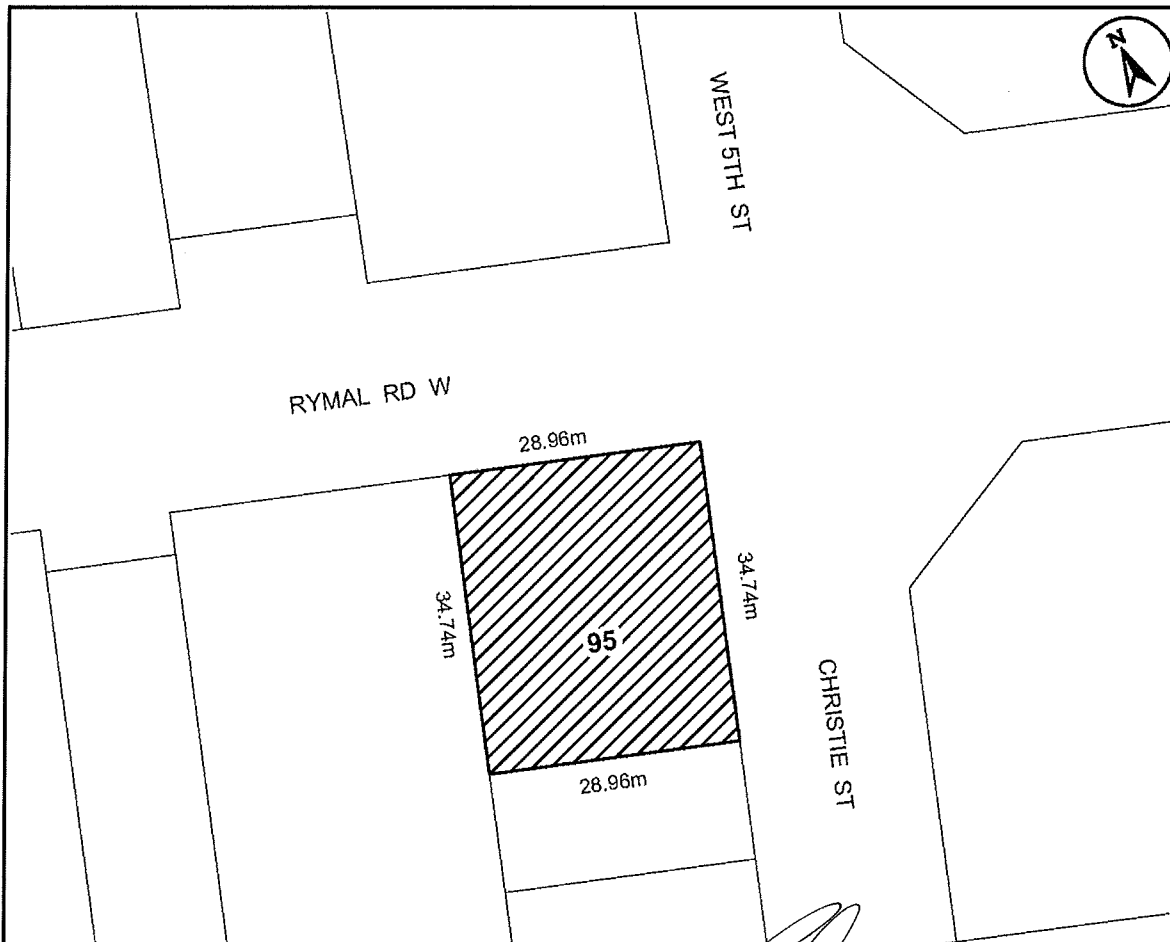 N
WEST 5TH ST
RYMAL RD W
28.96m
34.74m
34.74m
95
CHRISTIE ST
28.96m